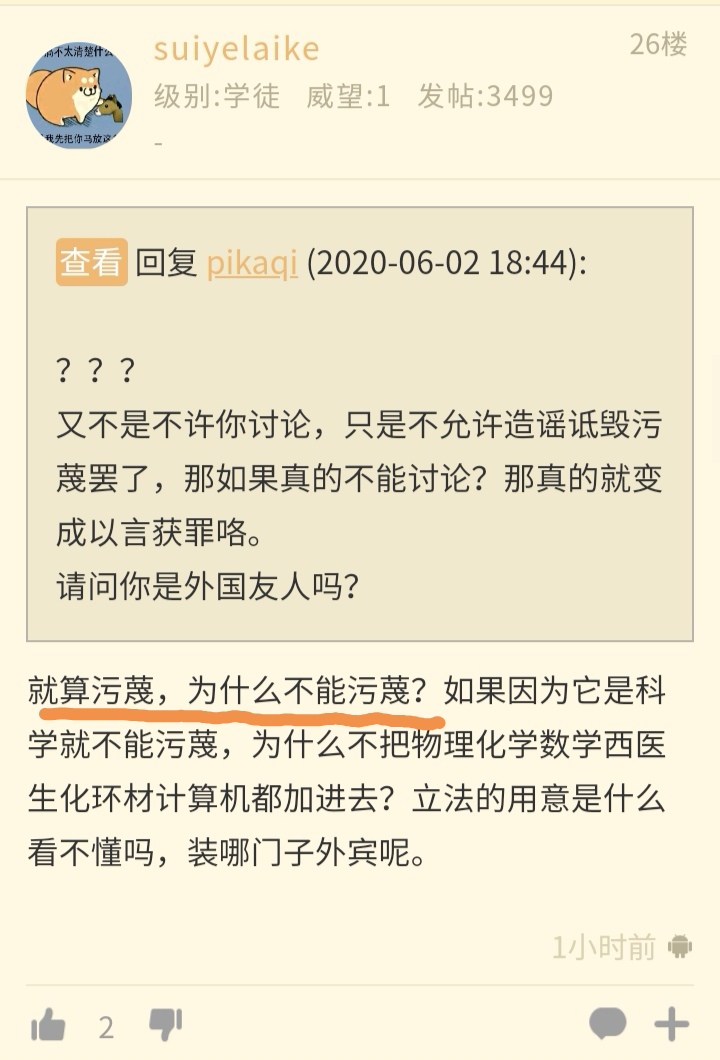 suiyelaike
26楼
级别:学徒 威望:1 发帖:3499
-
查看 回复 pikaqi (2020-06-02 18:44):
？？？
又不是不许你讨论，只是不允许造谣诋毁污
蔑罢了，那如果真的不能讨论？那真的就变
成以言获罪咯。
请问你是外国友人吗？
就算污蔑，为什么不能污蔑？如果因为它是科
学就不能污蔑，为什么不把物理化学数学西医
生化环材计算机都加进去？立法的用意是什么
看不懂吗，装哪门子外宾呢。
1小时前
2